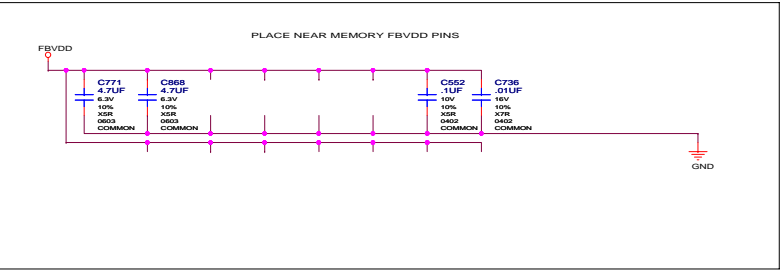 PLACE NEAR MEMORY FBVDD PINS
FBVDD
C771
4.7UF
6.3V
10%
X5R
0603
COMMON
C868
4.7UF
6.3V
10%
X5R
0603
COMMON
C552
.1UF
10V
10%
X5R
0402
COMMON
C736
.01UF
16V
10%
X7R
0402
COMMON
GND